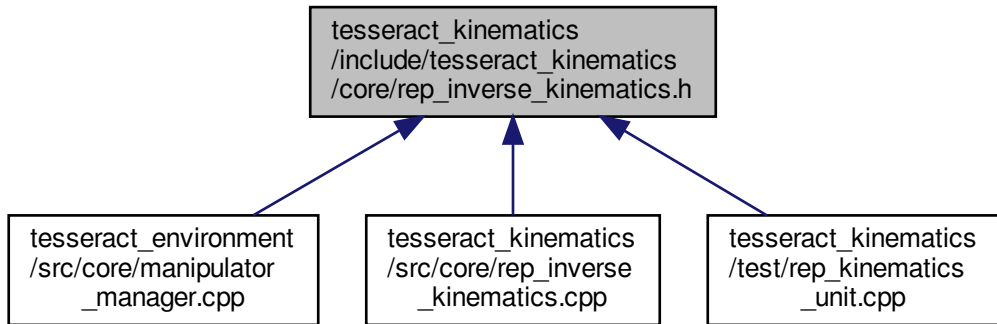 tesseract_kinematics
/include/tesseract_kinematics
/core/rep_inverse_kinematics.h
tesseract_environment
/src/core/manipulator
_manager.cpp
tesseract_kinematics
/src/core/rep_inverse
_kinematics.cpp
tesseract_kinematics
/test/rep_kinematics
_unit.cpp